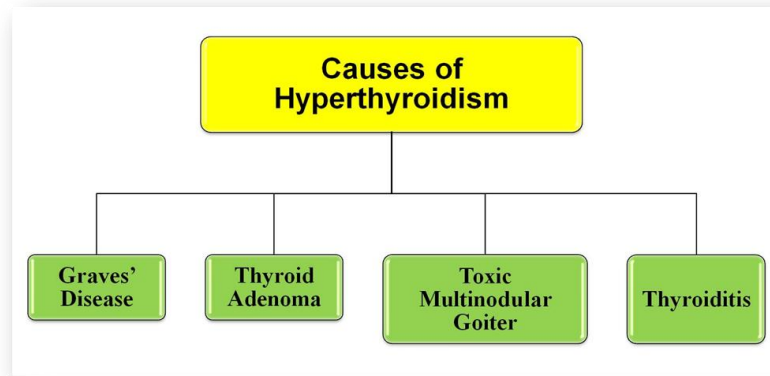 Causes of
Hyperthyroidism
Graves’
Disease
Thyroid
Adenoma
Toxic
Multinodular
Goiter
Thyroiditis